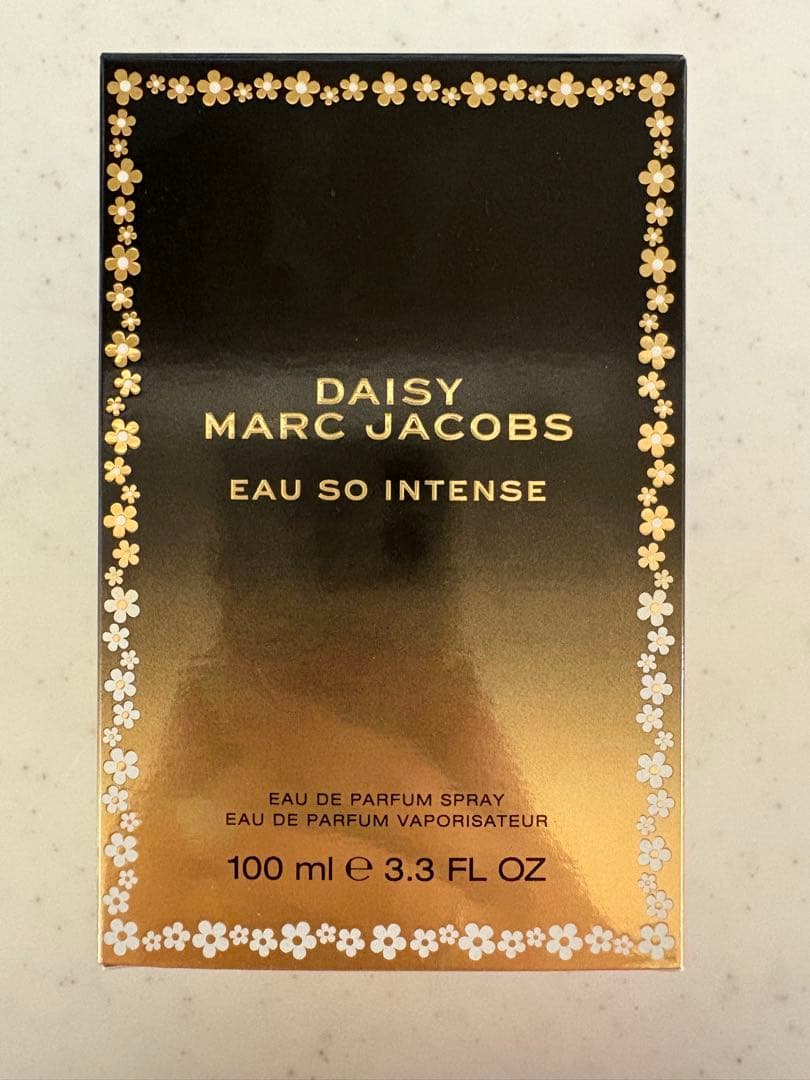 DAISY
MARC JACOBS
EAU SO INTENSE
EAU DE PARFUM SPRAY
EAU DE PARFUM VAPORISATEUR
100 ml ℮ 3.3 FL OZ